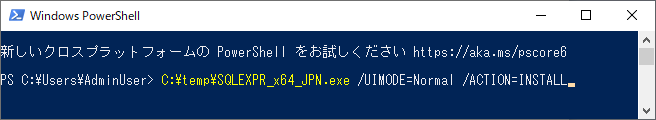 Windows PowerShell
新しいクロスプラットフォームの PowerShell をお試しください https://aka.ms/pscore6
PS C:¥Users¥AdminUser> C:¥temp¥SQLEXPR_x64_JPN.exe /UIMODE=Normal /ACTION=INSTALL